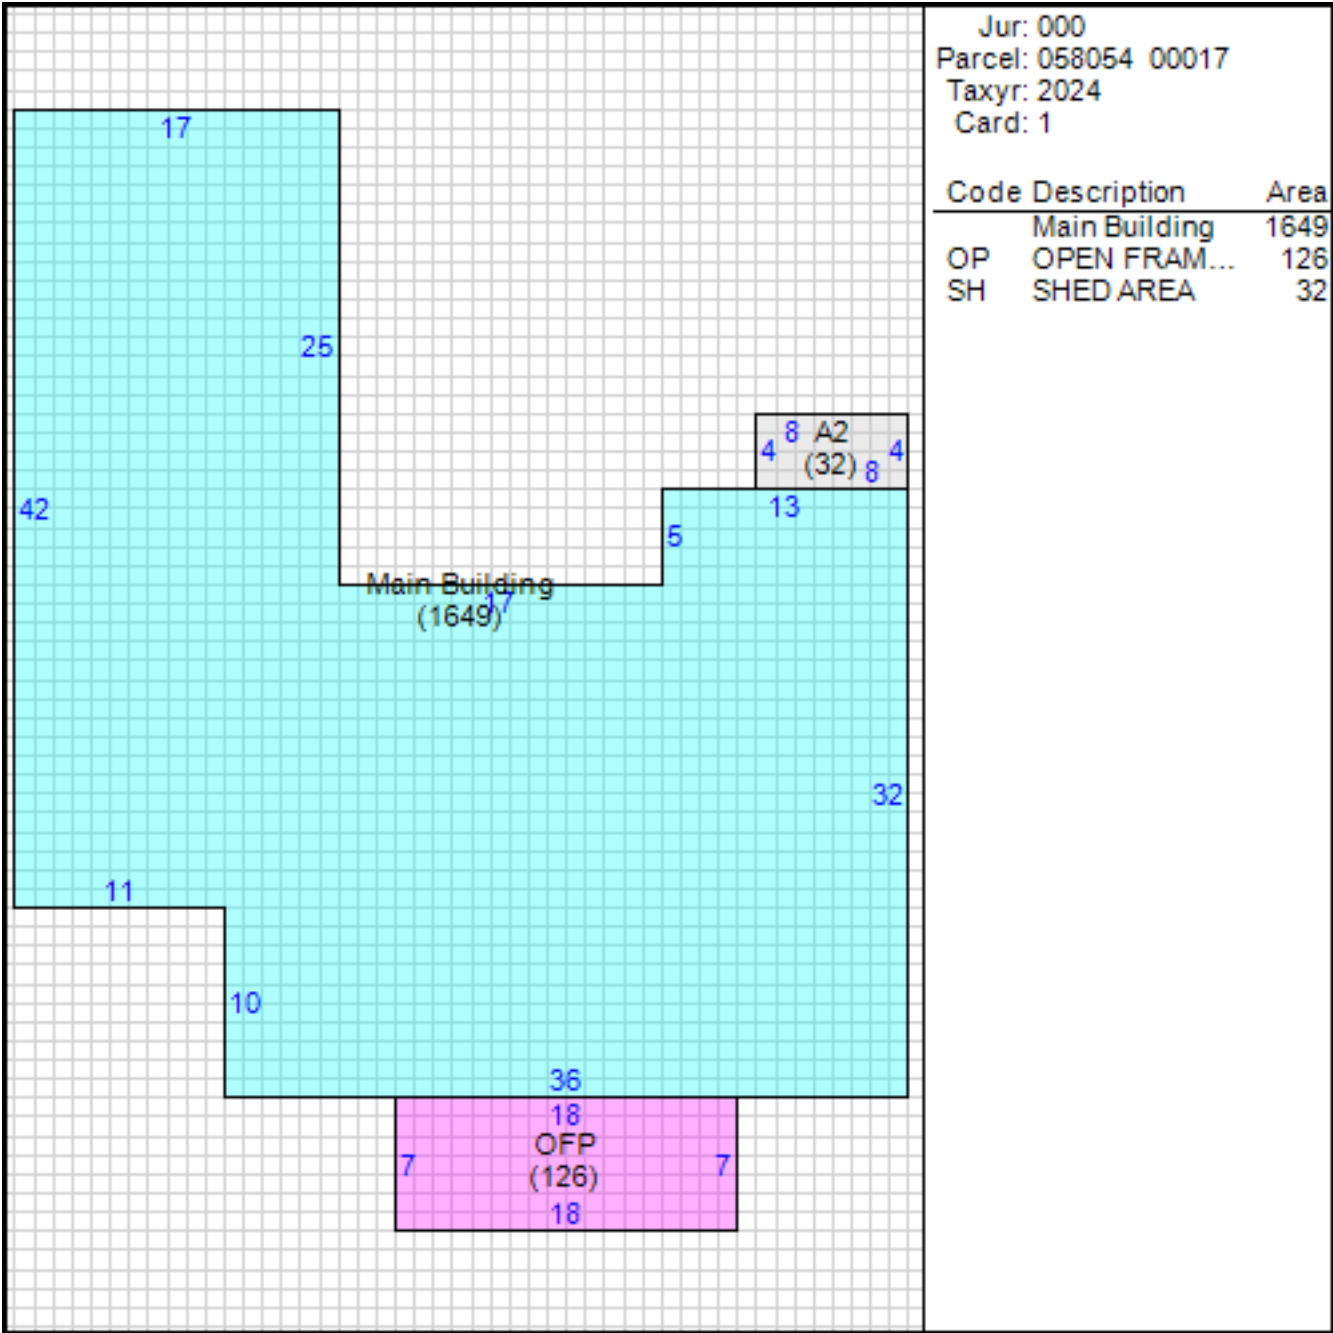 Jur: 000
Parcel: 058054 00017
Taxyr: 2024
Card: 1
Code Description Area
Main Building 1649
OP OPEN FRAM... 126
SH SHED AREA 32
17
25
8 A2
4 (32) 8 4
42
13
5
Main Building
17
(1649)
32
11
10
36
18
OFP
7 (126) 7
18